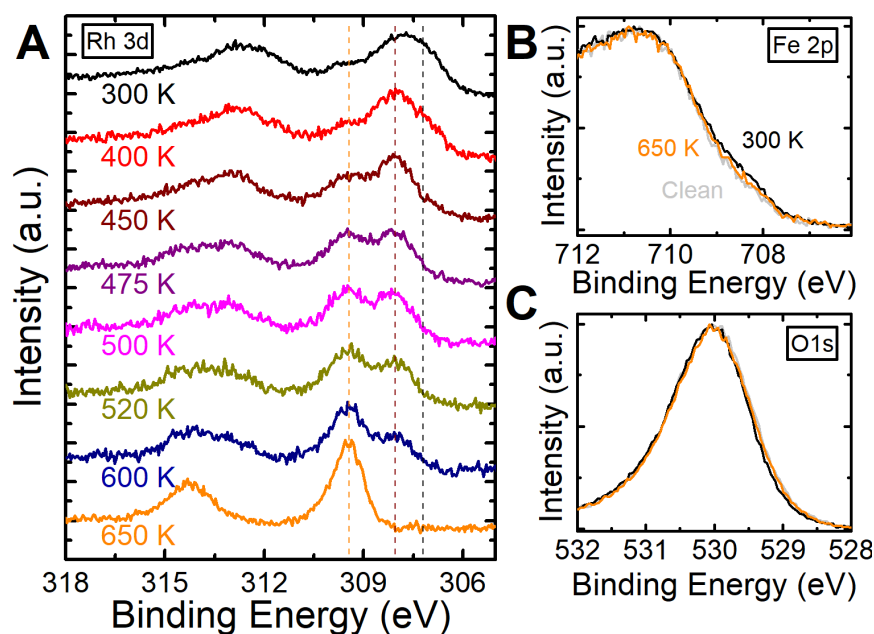 A
Rh 3d
300 K
400 K
450 K
475 K
500 K
520 K
600 K
650 K
Intensity (a.u.)
318 315 312 309 306
Binding Energy (eV)
B
Fe 2p
650 K
300 K
Clean
Intensity (a.u.)
712 710 708
Binding Energy (eV)
C
O1s
Intensity (a.u.)
532 531 530 529 528
Binding Energy (eV)